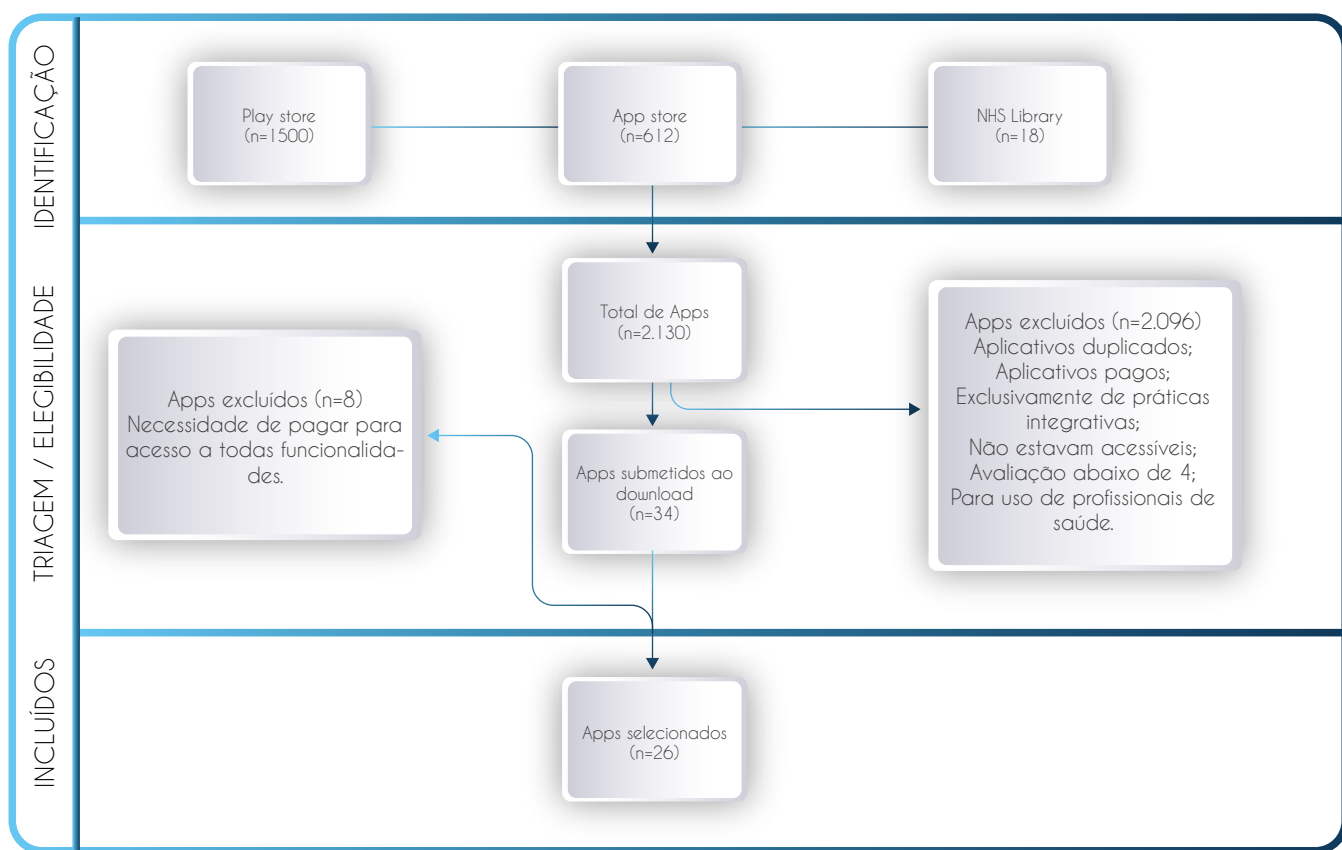 IDENTIFICAÇÃO
Play store
(n=1500)
App store
(n=612)
NHS Library
(n=18)
TRIAGEM / ELEGIBILIDADE
Total de Apps
(n=2.130)
Apps excluídos (n=2.096)
Aplicativos duplicados;
Aplicativos pagos;
Exclusivamente de práticas
integrativas;
Não estavam acessíveis;
Avaliação abaixo de 4;
Para uso de profissionais de
saúde.
Apps excluídos (n=8)
Necessidade de pagar para
acesso a todas funcionalida-
des.
Apps submetidos ao
download
(n=34)
INCLUÍDOS
Apps selecionados
(n=26)